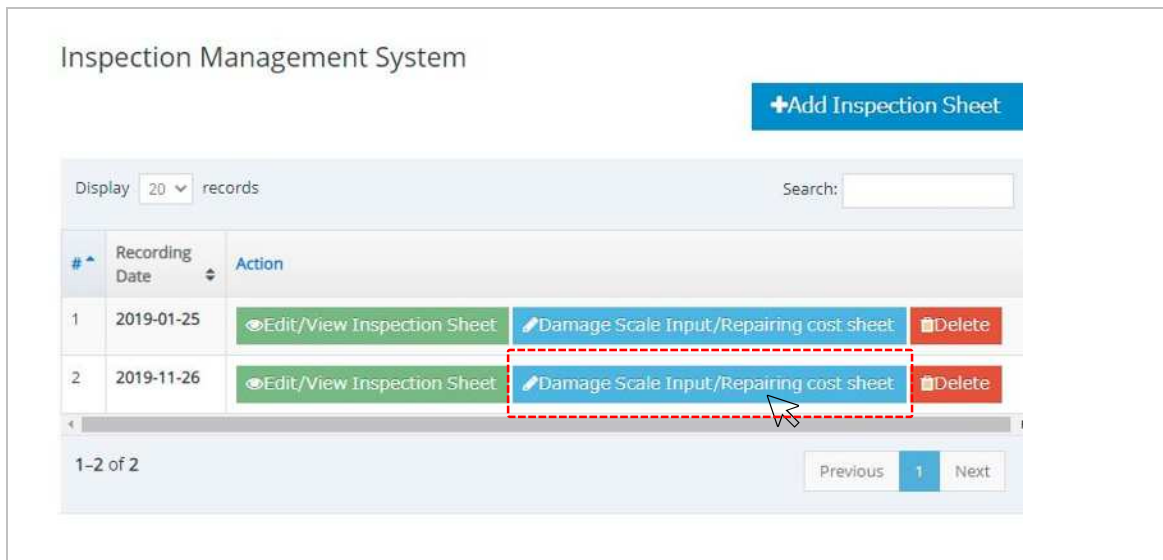 Inspection Management System
+Add Inspection Sheet
Display 20 records Search:
# Recording Date Action
1 2019-01-25 Edit/View Inspection Sheet Damage Scale Input/Repairing cost sheet Delete
2 2019-11-26 Edit/View Inspection Sheet Damage Scale Input/Repairing cost sheet Delete
1–2 of 2
Previous 1 Next